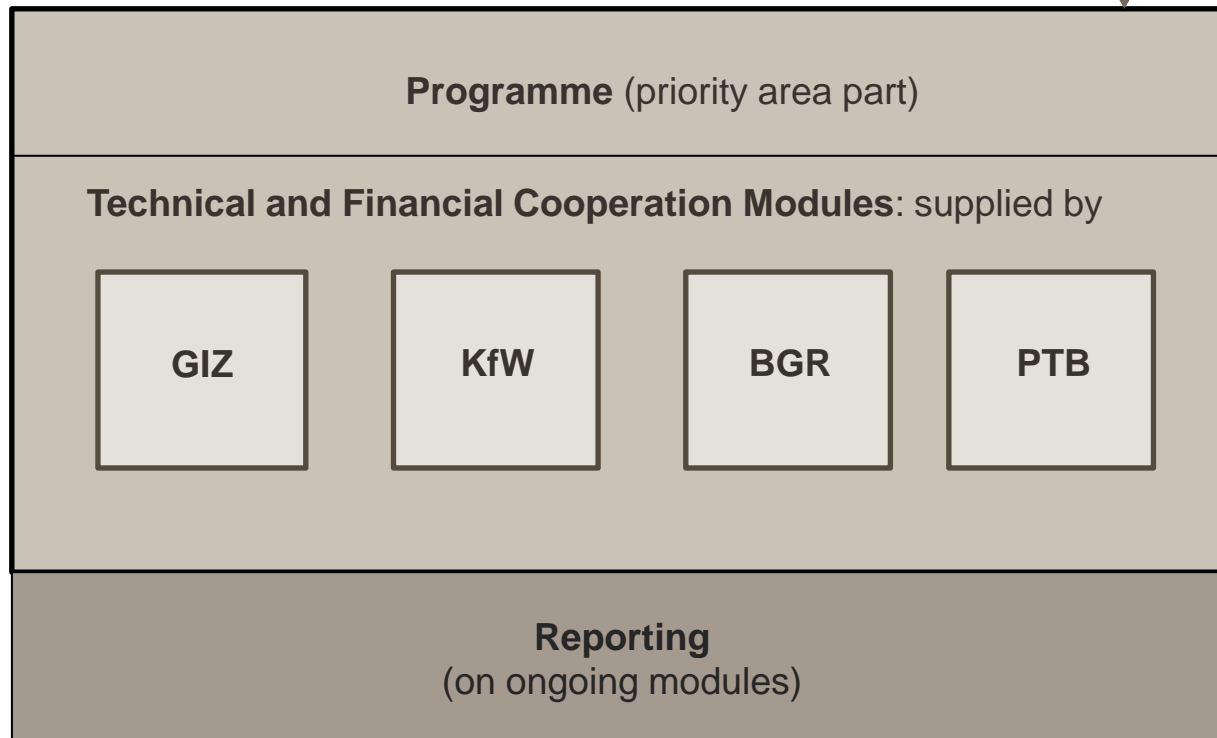 Programme (priority area part)
Technical and Financial Cooperation Modules: supplied by
GIZ
KfW
BGR
PTB
Reporting
(on ongoing modules)